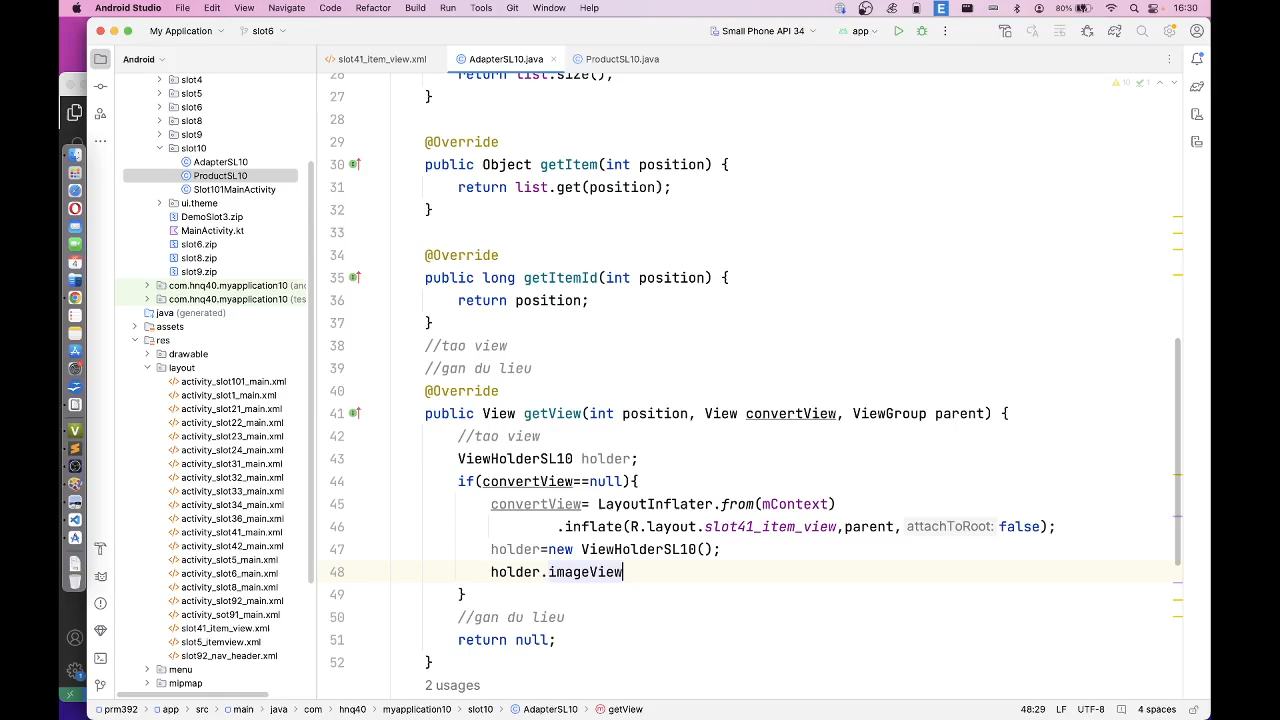 Android Studio File Edit View Navigate Code Refactor Build Run Tools Git Window Help E 80% 16:30
My Application slot6 Small Phone API 34 app
Android slot41_item_view.xml AdapterSL10.java ProductSL10.java
slot4
slot5
slot6
slot8
slot9
slot10
AdapterSL10
ProductSL10
Slot101MainActivity
ui.theme
DemoSlot3.zip
MainActivity.kt
slot6.zip
slot8.zip
slot9.zip
com.hnq40.myapplication10 (and
com.hnq40.myapplication10 (tes
java (generated)
assets
res
drawable
layout
activity_slot101_main.xml
activity_slot1_main.xml
activity_slot21_main.xml
activity_slot22_main.xml
activity_slot23_main.xml
activity_slot24_main.xml
activity_slot31_main.xml
activity_slot32_main.xml
activity_slot33_main.xml
activity_slot34_main.xml
activity_slot36_main.xml
activity_slot41_main.xml
activity_slot42_main.xml
activity_slot5_main.xml
activity_slot6_main.xml
activity_slot8_main.xml
activity_slot92_main.xml
activity_sot91_main.xml
slot41_item_view.xml
slot5_itemview.xml
slot92_nav_header.xml
menu
mipmap
10 1
26 return list.size();
27 }
28
29 @Override
30 public Object getItem(int position) {
31 return list.get(position);
32 }
33
34 @Override
35 public long getItemId(int position) {
36 return position;
37 }
38 //tao view
39 //gan du lieu
40 @Override
41 public View getView(int position, View convertView, ViewGroup parent) {
42 //tao view
43 ViewHolderSL10 holder;
44 if(convertView==null){
45 convertView= LayoutInflater.from(mContext)
46 .inflate(R.layout.slot41_item_view,parent, attachToRoot: false);
47 holder=new ViewHolderSL10();
48 holder.imageView
49 }
50 //gan du lieu
51 return null;
52 }
2 usages
prm392 app src main java com hnq40 myapplication10 slot10 AdapterSL10 getView 48:29 LF UTF-8 4 spaces